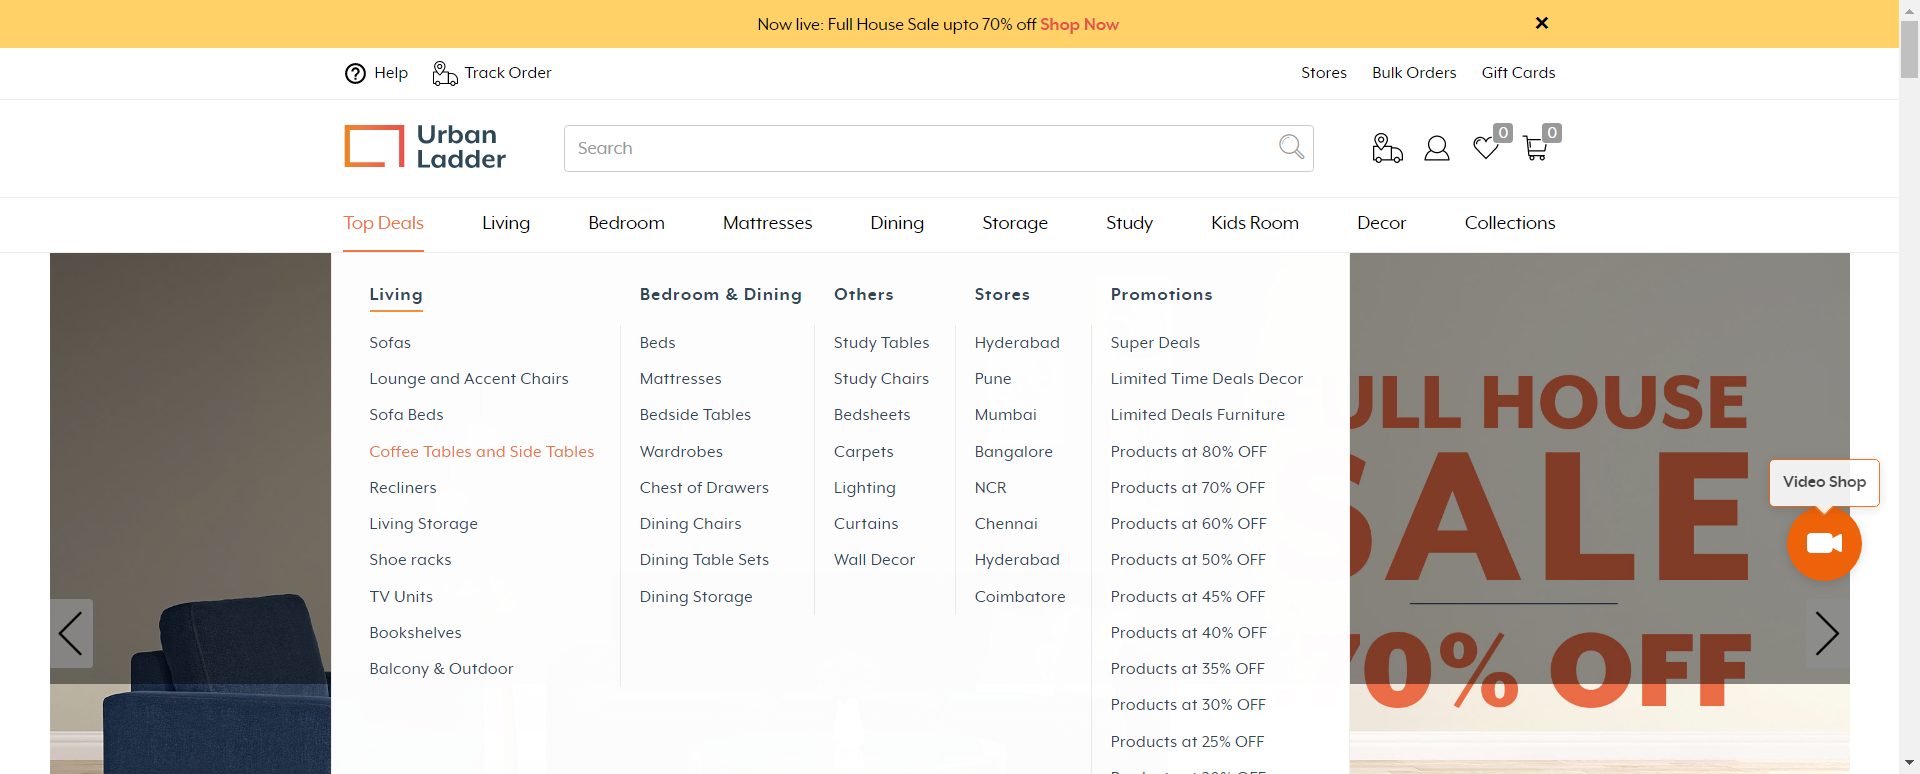 Now live: Full House Sale upto 70% off Shop Now
Help
Track Order
Stores
Bulk Orders
Gift Cards
Urban
Ladder
Search
0
0
Top Deals
Living
Bedroom
Mattresses
Dining
Storage
Study
Kids Room
Decor
Collections
Living
Sofas
Lounge and Accent Chairs
Sofa Beds
Coffee Tables and Side Tables
Recliners
Living Storage
Shoe racks
TV Units
Bookshelves
Balcony & Outdoor
Bedroom & Dining
Beds
Mattresses
Bedside Tables
Wardrobes
Chest of Drawers
Dining Chairs
Dining Table Sets
Dining Storage
Others
Study Tables
Study Chairs
Bedsheets
Carpets
Lighting
Curtains
Wall Decor
Stores
Hyderabad
Pune
Mumbai
Bangalore
NCR
Chennai
Hyderabad
Coimbatore
Promotions
Super Deals
Limited Time Deals Decor
Limited Deals Furniture
Products at 80% OFF
Products at 70% OFF
Products at 60% OFF
Products at 50% OFF
Products at 45% OFF
Products at 40% OFF
Products at 35% OFF
Products at 30% OFF
Products at 25% OFF
FULL HOUSE
SALE
70% OFF
Video Shop